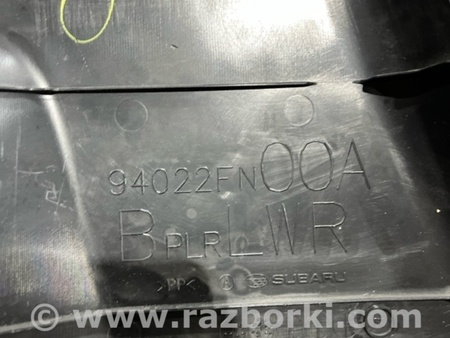 94022FN00A
B PLR LWR
>PP< SUBARU
© www.razborki.com